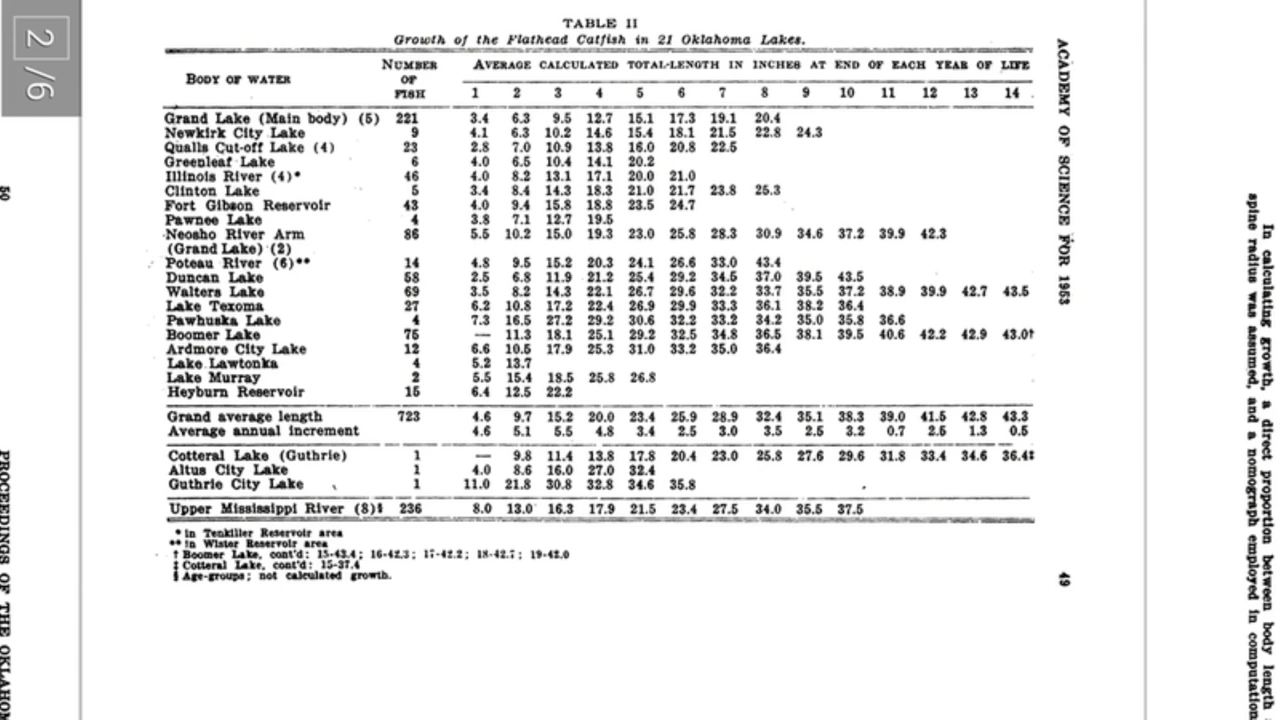 2/6
TABLE II
Growth of the Flathead Catfish in 21 Oklahoma Lakes.
BODY OF WATER NUMBER OF FISH AVERAGE CALCULATED TOTAL-LENGTH IN INCHES AT END OF EACH YEAR OF LIFE
1 2 3 4 5 6 7 8 9 10 11 12 13 14
Grand Lake (Main body) (5) 221 3.4 6.3 9.5 12.7 15.1 17.3 19.1 20.4
Newkirk City Lake 9 4.1 6.3 10.2 14.6 15.4 18.1 21.5 22.8 24.3
Qualls Cut-off Lake (4) 23 2.8 7.0 10.9 13.8 16.0 20.8 22.5
Greenleaf Lake 6 4.0 6.5 10.4 14.1 20.2
Illinois River (4)* 46 4.0 8.2 13.1 17.1 20.0 21.0
Clinton Lake 5 3.4 8.4 14.3 18.3 21.0 21.7 23.8 25.3
Fort Gibson Reservoir 43 4.0 9.4 15.8 18.8 23.5 24.7
Pawnee Lake 4 3.8 7.1 12.7 19.5
Neosho River Arm 86 5.5 10.2 15.0 19.3 23.0 25.8 28.3 30.9 34.6 37.2 39.9 42.3
(Grand Lake) (2)
Poteau River (6)** 14 4.8 9.5 15.2 20.3 24.1 26.6 33.0 43.4
Duncan Lake 58 2.5 6.8 11.9 21.2 25.4 29.2 34.5 37.0 39.5 43.5
Walters Lake 69 3.5 8.2 14.3 22.1 26.7 29.6 32.2 33.7 35.5 37.2 38.9 39.9 42.7 43.5
Lake Texoma 27 6.2 10.8 17.2 22.4 26.9 29.9 33.3 36.1 38.2 36.4
Pawhuska Lake 4 7.3 16.5 27.2 29.2 30.6 32.2 33.2 34.2 35.0 35.8 36.6
Boomer Lake 75 — 11.3 18.1 25.1 29.2 32.5 34.8 36.5 38.1 39.5 40.6 42.2 42.9 43.0†
Ardmore City Lake 12 6.6 10.5 17.9 25.3 31.0 33.2 35.0 36.4
Lake Lawtonka 4 5.2 13.7
Lake Murray 2 5.5 15.4 18.5 25.8 26.8
Heyburn Reservoir 15 6.4 12.5 22.2
Grand average length 723 4.6 9.7 15.2 20.0 23.4 25.9 28.9 32.4 35.1 38.3 39.0 41.5 42.8 43.3
Average annual increment 4.6 5.1 5.5 4.8 3.4 2.5 3.0 3.5 2.5 3.2 0.7 2.5 1.3 0.5
Cotteral Lake (Guthrie) 1 — 9.8 11.4 13.8 17.8 20.4 23.0 25.8 27.6 29.6 31.8 33.4 34.6 36.4‡
Altus City Lake 1 4.0 8.6 16.0 27.0 32.4
Guthrie City Lake 1 11.0 21.8 30.8 32.8 34.6 35.8
Upper Mississippi River (8)§ 236 8.0 13.0 16.3 17.9 21.5 23.4 27.5 34.0 35.5 37.5
* in Tenkiller Reservoir area
** in Wister Reservoir area
† Boomer Lake, cont'd: 15-43.4; 16-42.3; 17-42.2; 18-42.7; 19-42.0
‡ Cotteral Lake, cont'd: 15-37.4
§ Age-groups; not calculated growth.
ACADEMY OF SCIENCE FOR 1953
49
50
PROCEEDINGS OF THE OKLAHOM
In calculating growth, a direct proportion between body length
spine radius was assumed, and a nomograph employed in computation